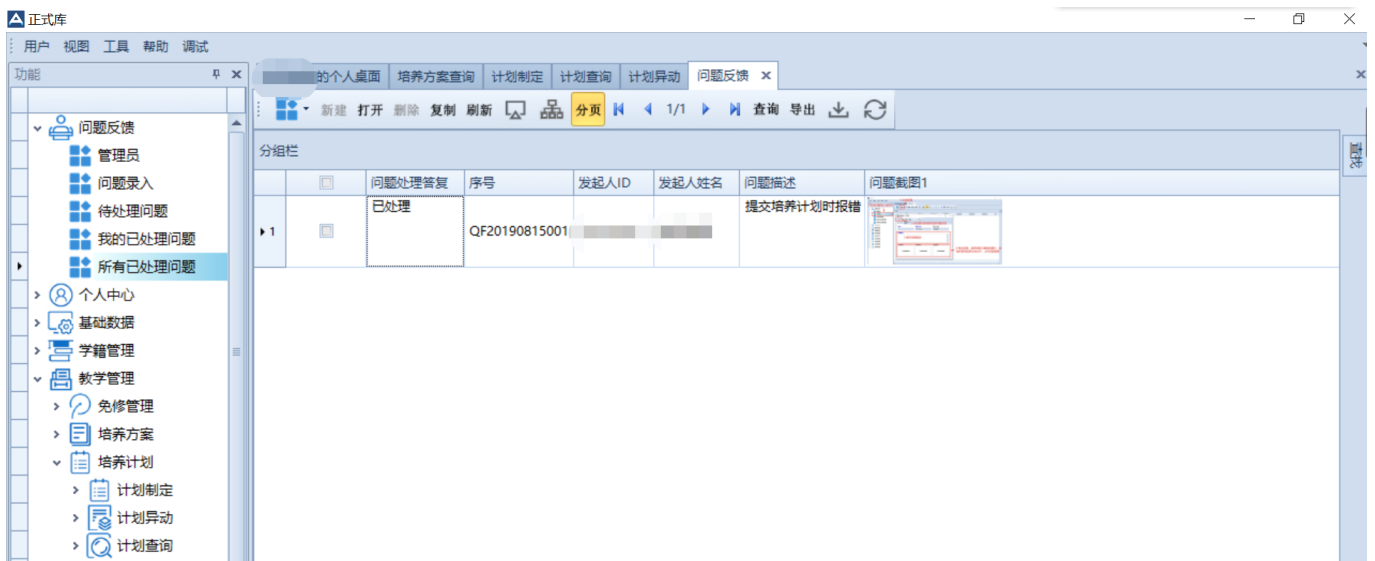 正式库
用户 视图 工具 帮助 调试
功能
的个人桌面 培养方案查询 计划制定 计划查询 计划异动 问题反馈
新建 打开 删除 复制 刷新 分页 1/1 查询 导出
分组栏
查找
问题处理答复 序号 发起人ID 发起人姓名 问题描述 问题截图1
1 已处理 QF20190815001 提交培养计划时报错
问题反馈
管理员
问题录入
待处理问题
我的已处理问题
所有已处理问题
个人中心
基础数据
学籍管理
教学管理
免修管理
培养方案
培养计划
计划制定
计划异动
计划查询